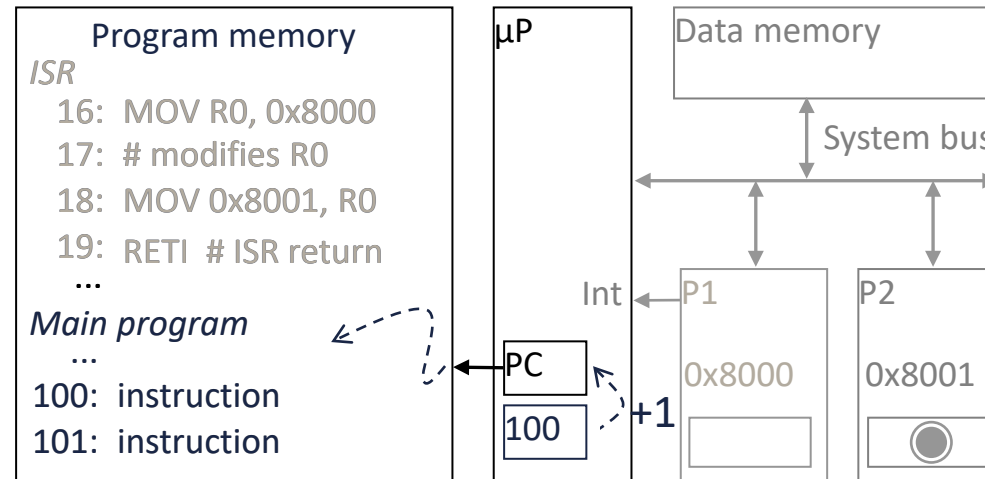 Program memory
ISR
16: MOV R0, 0x8000
17: # modifies R0
18: MOV 0x8001, R0
19: RETI # ISR return
...
Main program
...
100: instruction
101: instruction
µP
Int
PC
100
+1
Data memory
System bus
P1
0x8000
P2
0x8001